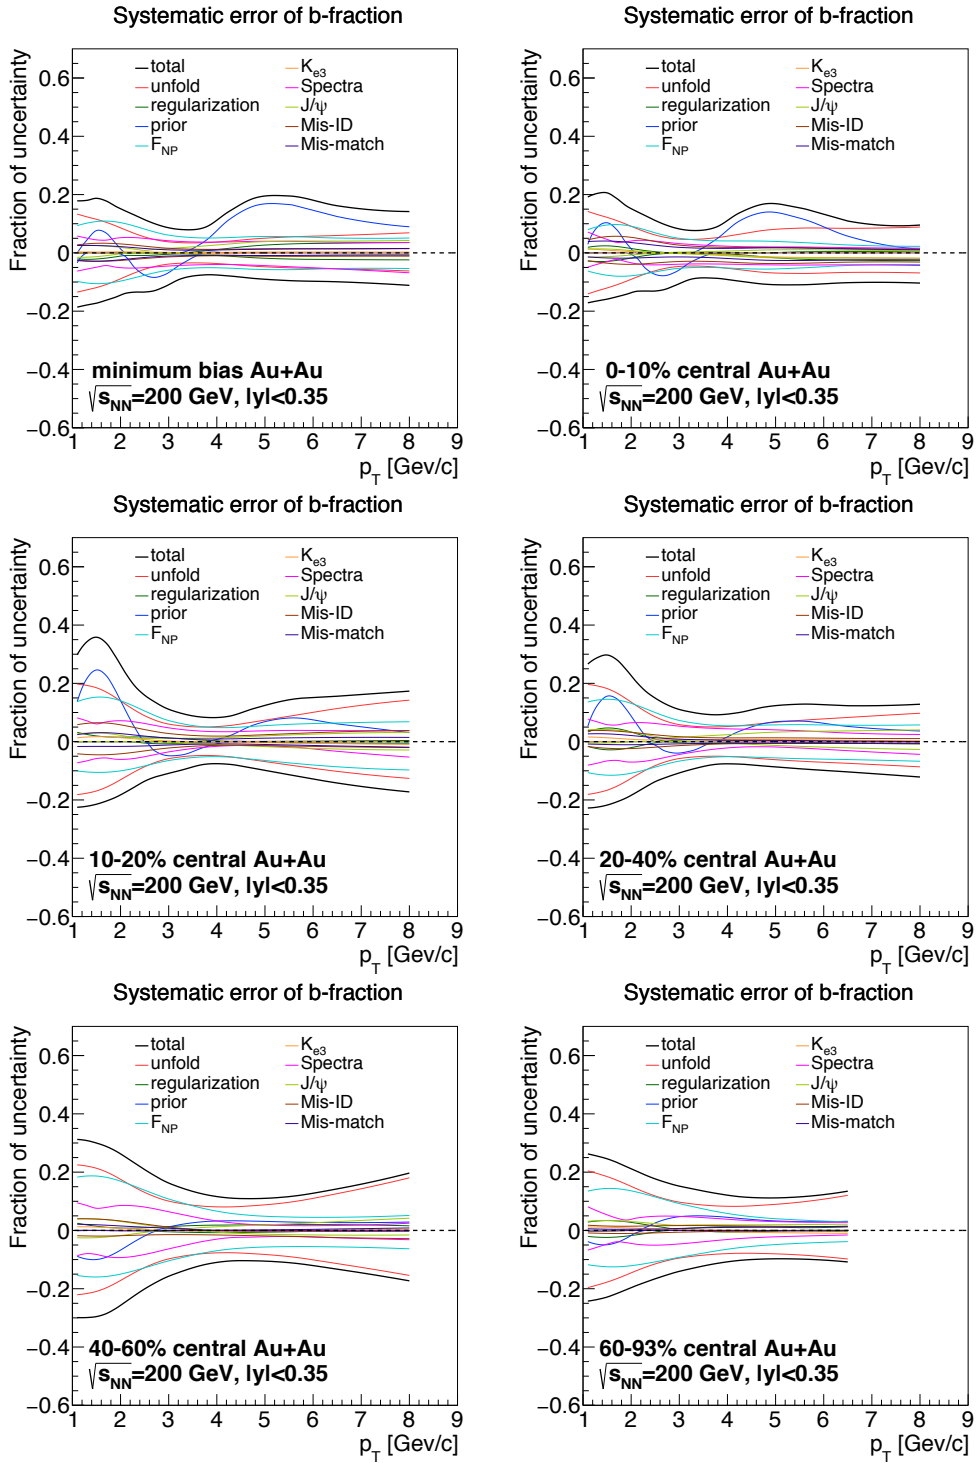 Systematic error of b-fraction
Fraction of uncertainty
0.6
0.4
0.2
0
−0.2
−0.4
−0.6
total
unfold
regularization
prior
F_NP
K_e3
Spectra
J/ψ
Mis-ID
Mis-match
minimum bias Au+Au
√s_NN=200 GeV, |y|<0.35
1 2 3 4 5 6 7 8 9
p_T [Gev/c]
Systematic error of b-fraction
Fraction of uncertainty
0.6
0.4
0.2
0
−0.2
−0.4
−0.6
total
unfold
regularization
prior
F_NP
K_e3
Spectra
J/ψ
Mis-ID
Mis-match
0-10% central Au+Au
√s_NN=200 GeV, |y|<0.35
1 2 3 4 5 6 7 8 9
p_T [Gev/c]
Systematic error of b-fraction
Fraction of uncertainty
0.6
0.4
0.2
0
−0.2
−0.4
−0.6
total
unfold
regularization
prior
F_NP
K_e3
Spectra
J/ψ
Mis-ID
Mis-match
10-20% central Au+Au
√s_NN=200 GeV, |y|<0.35
1 2 3 4 5 6 7 8 9
p_T [Gev/c]
Systematic error of b-fraction
Fraction of uncertainty
0.6
0.4
0.2
0
−0.2
−0.4
−0.6
total
unfold
regularization
prior
F_NP
K_e3
Spectra
J/ψ
Mis-ID
Mis-match
20-40% central Au+Au
√s_NN=200 GeV, |y|<0.35
1 2 3 4 5 6 7 8 9
p_T [Gev/c]
Systematic error of b-fraction
Fraction of uncertainty
0.6
0.4
0.2
0
−0.2
−0.4
−0.6
total
unfold
regularization
prior
F_NP
K_e3
Spectra
J/ψ
Mis-ID
Mis-match
40-60% central Au+Au
√s_NN=200 GeV, |y|<0.35
1 2 3 4 5 6 7 8 9
p_T [Gev/c]
Systematic error of b-fraction
Fraction of uncertainty
0.6
0.4
0.2
0
−0.2
−0.4
−0.6
total
unfold
regularization
prior
F_NP
K_e3
Spectra
J/ψ
Mis-ID
Mis-match
60-93% central Au+Au
√s_NN=200 GeV, |y|<0.35
1 2 3 4 5 6 7 8 9
p_T [Gev/c]